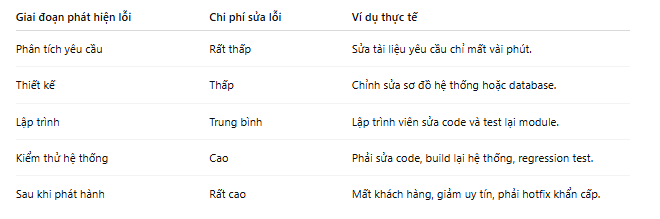 Giai đoạn phát hiện lỗi Chi phí sửa lỗi Ví dụ thực tế
Phân tích yêu cầu Rất thấp Sửa tài liệu yêu cầu chỉ mất vài phút.
Thiết kế Thấp Chỉnh sửa sơ đồ hệ thống hoặc database.
Lập trình Trung bình Lập trình viên sửa code và test lại module.
Kiểm thử hệ thống Cao Phải sửa code, build lại hệ thống, regression test.
Sau khi phát hành Rất cao Mất khách hàng, giảm uy tín, phải hotfix khẩn cấp.